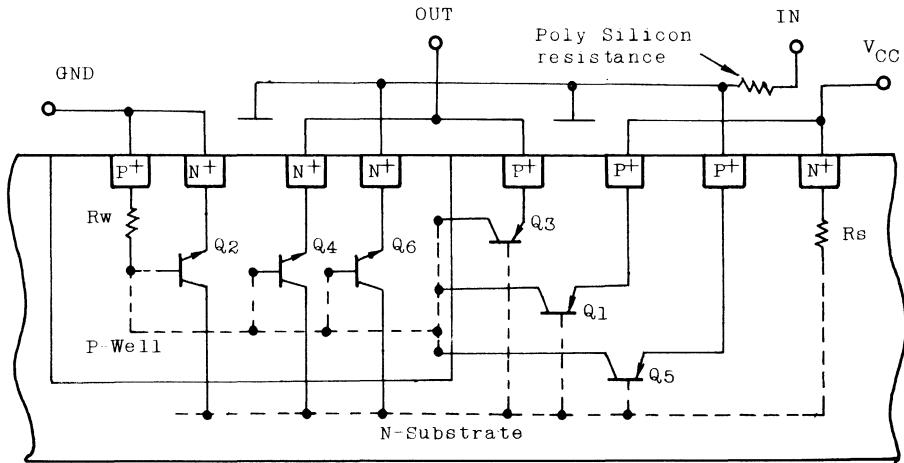 OUT
IN
Poly Silicon
resistance
VCC
GND
P+
N+
N+
N+
P+
P+
P+
N+
Rw
Q2
Q4
Q6
Q3
Rs
Q1
P-Well
Q5
N-Substrate